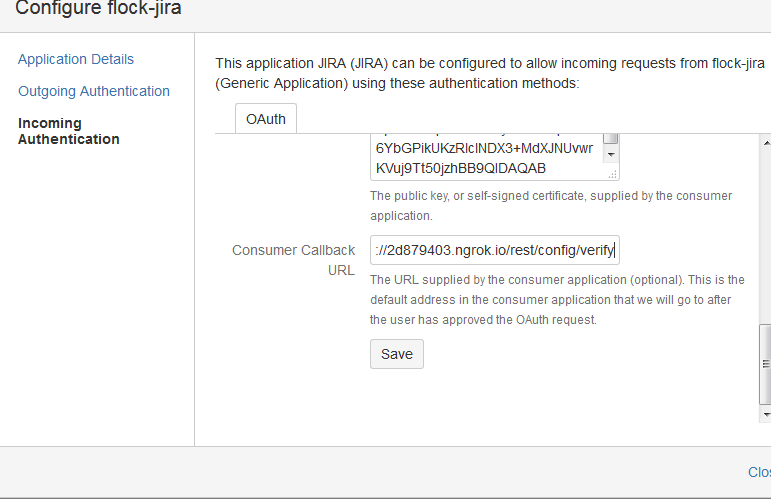 Configure flock-jira
Application Details
Outgoing Authentication
Incoming
Authentication
This application JIRA (JIRA) can be configured to allow incoming requests from flock-jira
(Generic Application) using these authentication methods:
OAuth
KVuj9Tt50jzhBB9QIDAQAB
The public key, or self-signed certificate, supplied by the consumer
application.
Consumer Callback
URL
://2d879403.ngrok.io/rest/config/verify
The URL supplied by the consumer application (optional). This is the
default address in the consumer application that we will go to after
the user has approved the OAuth request.
Save
Clos